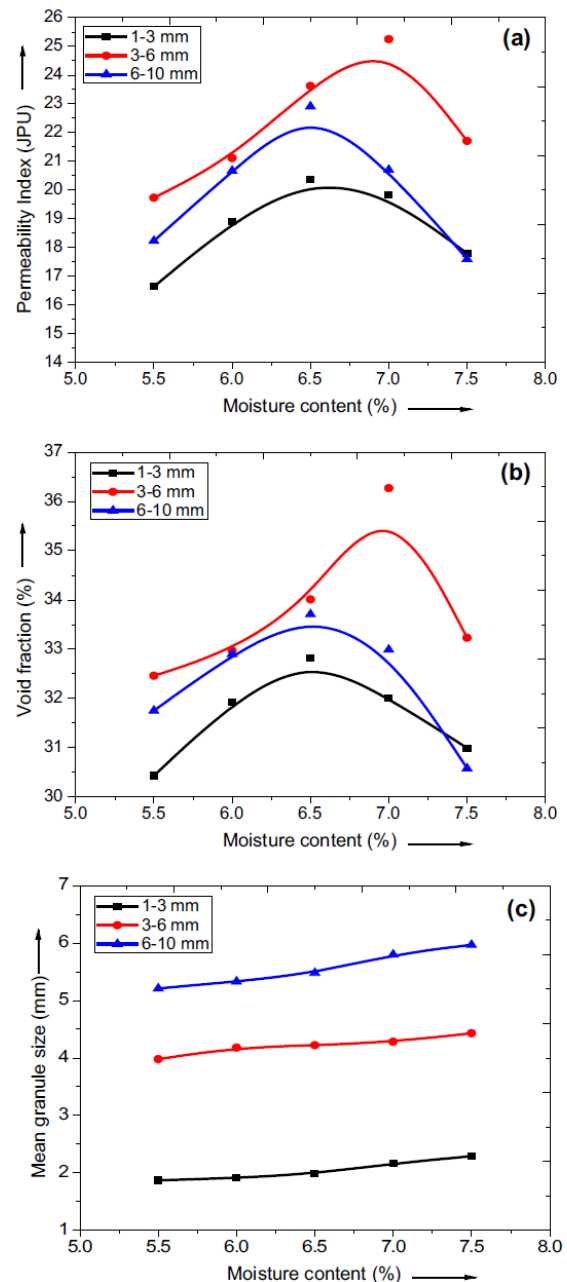 (a)
1-3 mm
3-6 mm
6-10 mm
Permeability Index (JPU)
26
25
24
23
22
21
20
19
18
17
16
15
14
5.0 5.5 6.0 6.5 7.0 7.5 8.0
Moisture content (%)
(b)
1-3 mm
3-6 mm
6-10 mm
Void fraction (%)
37
36
35
34
33
32
31
30
5.0 5.5 6.0 6.5 7.0 7.5 8.0
Moisture content (%)
(c)
1-3 mm
3-6 mm
6-10 mm
Mean granule size (mm)
7
6
5
4
3
2
1
5.0 5.5 6.0 6.5 7.0 7.5 8.0
Moisture content (%)